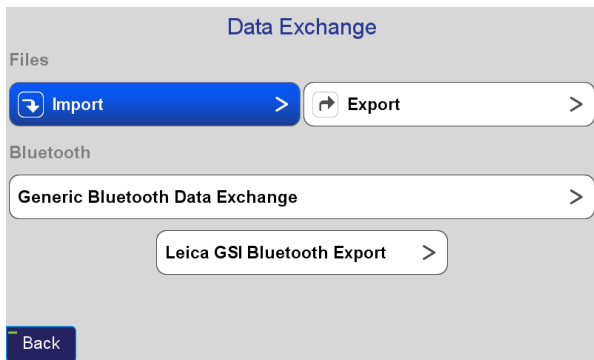 Data Exchange
Files
Import > Export >
Bluetooth
Generic Bluetooth Data Exchange >
Leica GSI Bluetooth Export >
Back